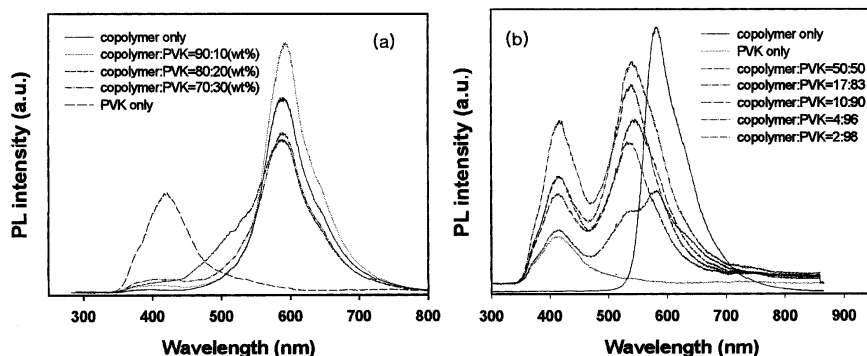 (a)
copolymer only
copolymer:PVK=90:10(wt%)
copolymer:PVK=80:20(wt%)
copolymer:PVK=70:30(wt%)
PVK only
PL intensity (a.u.)
300 400 500 600 700 800
Wavelength (nm)
(b)
copolymer only
PVK only
copolymer:PVK=50:50
copolymer:PVK=17:83
copolymer:PVK=10:90
copolymer:PVK=4:96
copolymer:PVK=2:98
PL intensity (a.u.)
300 400 500 600 700 800 900
Wavelength (nm)